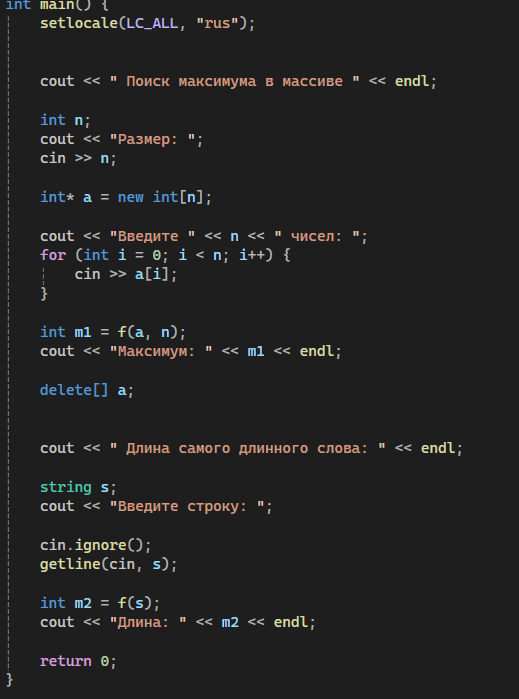 int main() {
setlocale(LC_ALL, "rus");
cout << " Поиск максимума в массиве " << endl;
int n;
cout << "Размер: ";
cin >> n;
int* a = new int[n];
cout << "Введите " << n << " чисел: ";
for (int i = 0; i < n; i++) {
cin >> a[i];
}
int m1 = f(a, n);
cout << "Максимум: " << m1 << endl;
delete[] a;
cout << " Длина самого длинного слова: " << endl;
string s;
cout << "Введите строку: ";
cin.ignore();
getline(cin, s);
int m2 = f(s);
cout << "Длина: " << m2 << endl;
return 0;
}